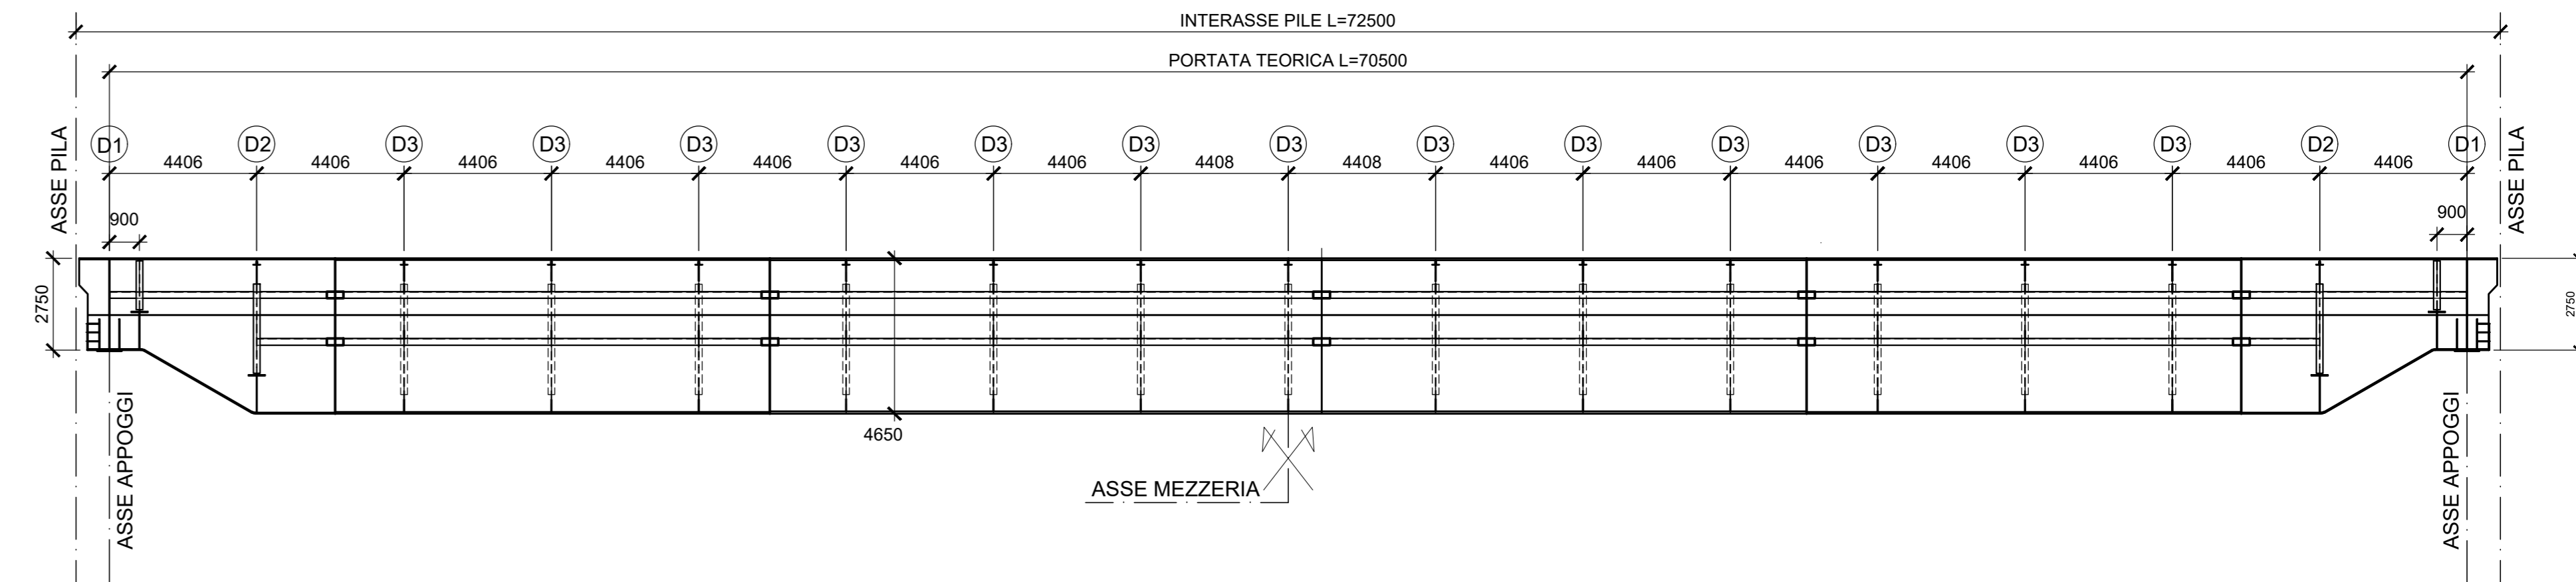 INTERASSE PILE L=72500
PORTATA TEORICA L=70500
D1 D2 D3 D3 D3 D3 D3 D3 D3 D3 D3 D3 D3 D3 D3 D2 D1
4406 4406 4406 4406 4406 4406 4406 4408 4408 4406 4406 4406 4406 4406 4406 4406
ASSE PILA
ASSE PILA
900
900
2750
2750
4650
ASSE APPOGGI
ASSE APPOGGI
ASSE MEZZERIA